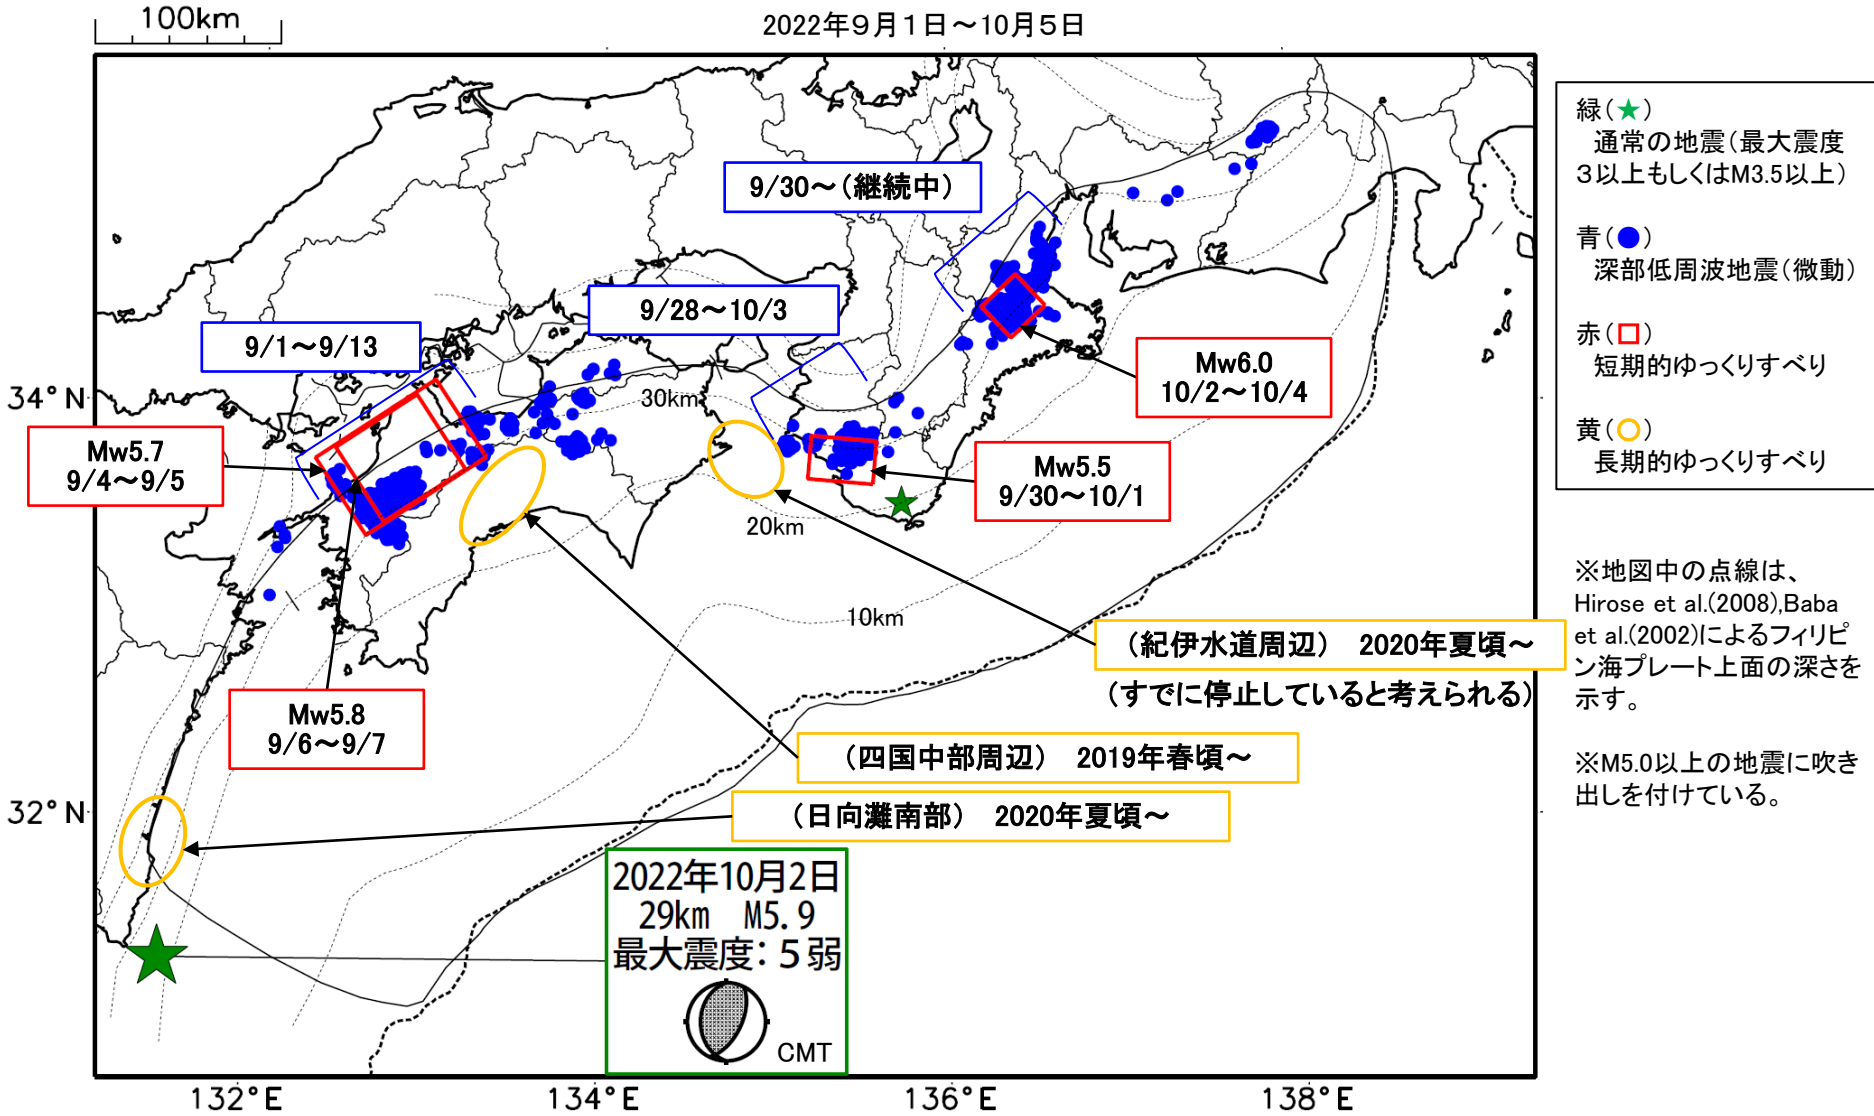 100km
2022年9月1日～10月5日
9/30～(継続中)
9/28～10/3
9/1～9/13
34°N
30km
Mw6.0
10/2～10/4
Mw5.7
9/4～9/5
Mw5.5
9/30～10/1
20km
10km
(紀伊水道周辺)　2020年夏頃～
(すでに停止していると考えられる)
Mw5.8
9/6～9/7
(四国中部周辺)　2019年春頃～
32°N
(日向灘南部)　2020年夏頃～
2022年10月2日
29km　M5.9
最大震度：５弱
CMT
132°E
134°E
136°E
138°E
緑(★)
通常の地震(最大震度
３以上もしくはM3.5以上)
青(●)
深部低周波地震(微動)
赤(□)
短期的ゆっくりすべり
黄(○)
長期的ゆっくりすべり
※地図中の点線は、
Hirose et al.(2008),Baba
et al.(2002)によるフィリピ
ン海プレート上面の深さを
示す。
※M5.0以上の地震に吹き
出しを付けている。